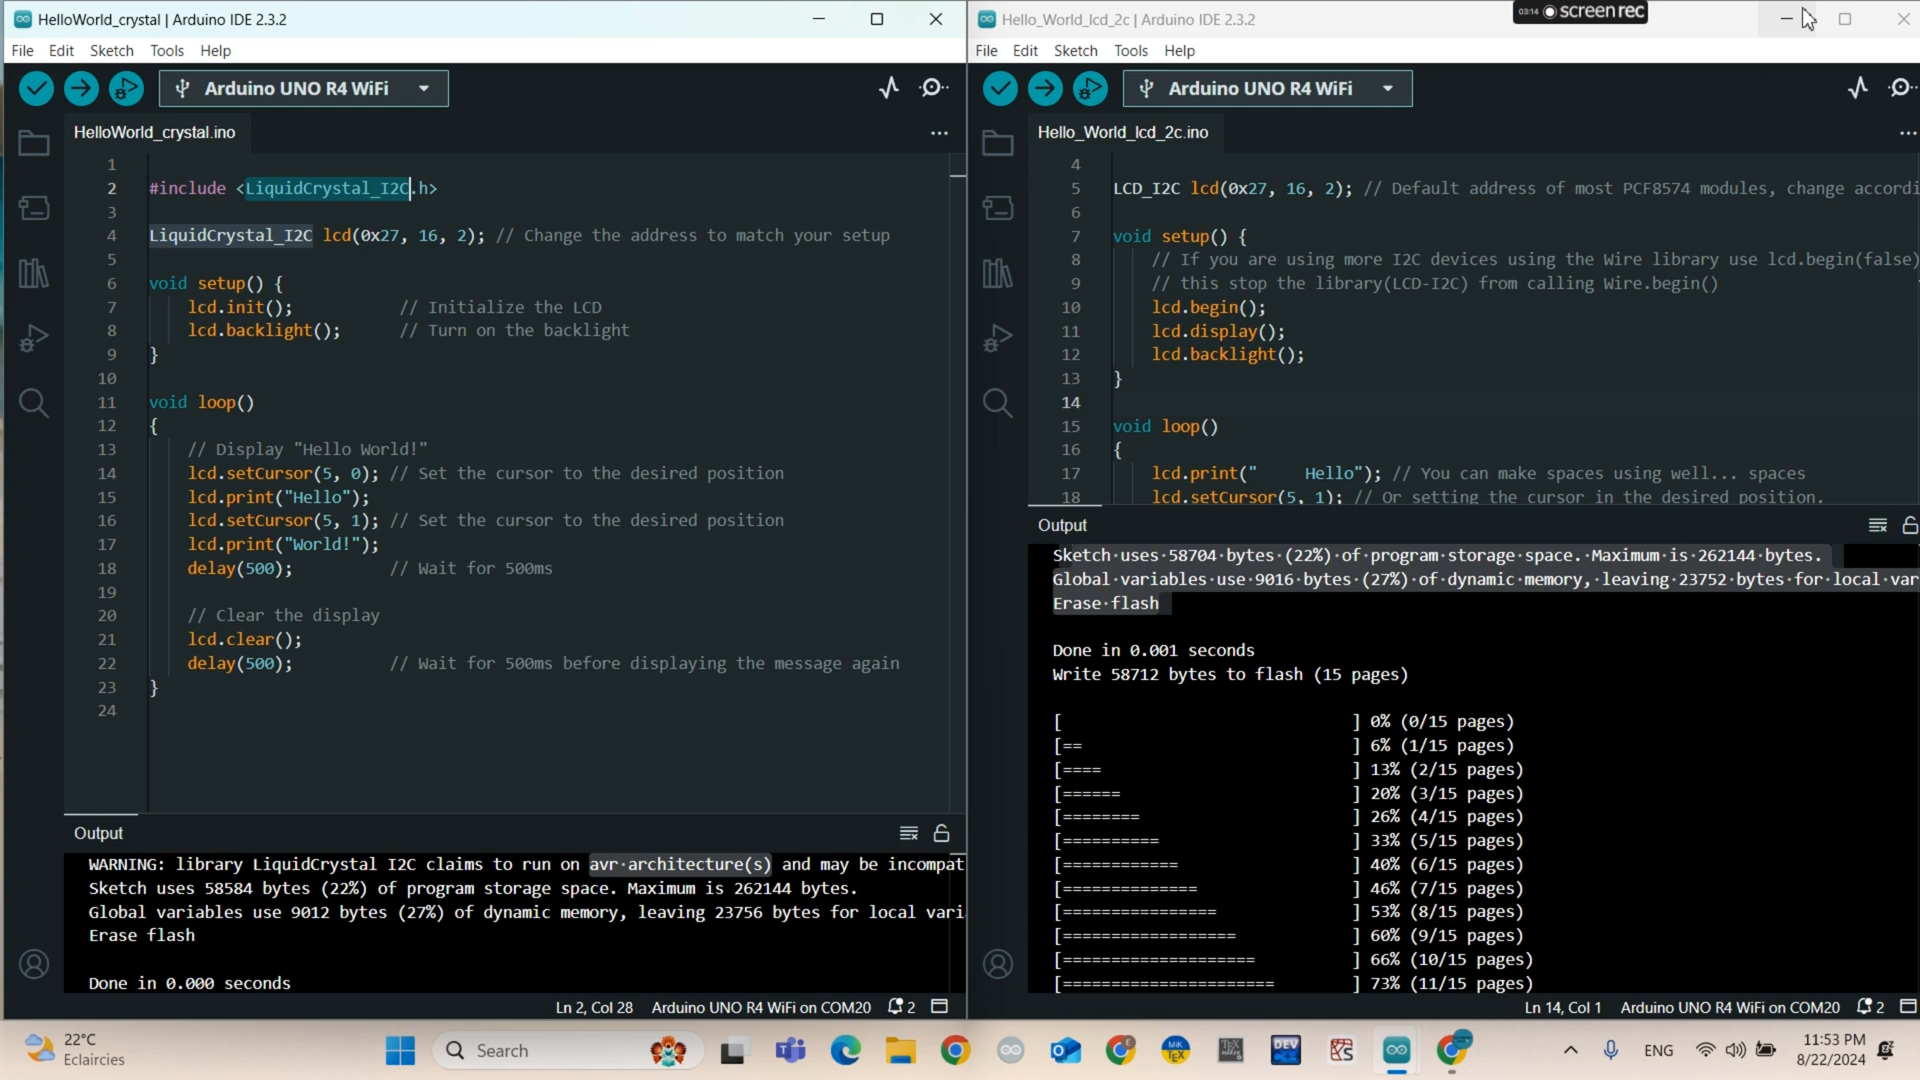 HelloWorld_crystal | Arduino IDE 2.3.2
File Edit Sketch Tools Help
Arduino UNO R4 WiFi
HelloWorld_crystal.ino
1
2 #include <LiquidCrystal_I2C.h>
3
4 LiquidCrystal_I2C lcd(0x27, 16, 2); // Change the address to match your setup
5
6 void setup() {
7 lcd.init(); // Initialize the LCD
8 lcd.backlight(); // Turn on the backlight
9 }
10
11 void loop()
12 {
13 // Display "Hello World!"
14 lcd.setCursor(5, 0); // Set the cursor to the desired position
15 lcd.print("Hello");
16 lcd.setCursor(5, 1); // Set the cursor to the desired position
17 lcd.print("World!");
18 delay(500); // Wait for 500ms
19
20 // Clear the display
21 lcd.clear();
22 delay(500); // Wait for 500ms before displaying the message again
23 }
24
Output
WARNING: library LiquidCrystal I2C claims to run on avr·architecture(s) and may be incompat
Sketch uses 58584 bytes (22%) of program storage space. Maximum is 262144 bytes.
Global variables use 9012 bytes (27%) of dynamic memory, leaving 23756 bytes for local vari
Erase flash
Done in 0.000 seconds
Ln 2, Col 28 Arduino UNO R4 WiFi on COM20 2
Hello_World_lcd_2c | Arduino IDE 2.3.2
03:14 screenrec
File Edit Sketch Tools Help
Arduino UNO R4 WiFi
Hello_World_lcd_2c.ino
4
5 LCD_I2C lcd(0x27, 16, 2); // Default address of most PCF8574 modules, change accordi
6
7 void setup() {
8 // If you are using more I2C devices using the Wire library use lcd.begin(false)
9 // this stop the library(LCD-I2C) from calling Wire.begin()
10 lcd.begin();
11 lcd.display();
12 lcd.backlight();
13 }
14
15 void loop()
16 {
17 lcd.print("     Hello"); // You can make spaces using well... spaces
18 lcd.setCursor(5, 1); // Or setting the cursor in the desired position.
Output
Sketch·uses·58704·bytes·(22%)·of·program·storage·space.·Maximum·is·262144·bytes.
Global·variables·use·9016·bytes·(27%)·of·dynamic·memory,·leaving·23752·bytes·for·local·var
Erase·flash
Done in 0.001 seconds
Write 58712 bytes to flash (15 pages)
[ ] 0% (0/15 pages)
[== ] 6% (1/15 pages)
[==== ] 13% (2/15 pages)
[====== ] 20% (3/15 pages)
[======== ] 26% (4/15 pages)
[========== ] 33% (5/15 pages)
[============ ] 40% (6/15 pages)
[============== ] 46% (7/15 pages)
[================ ] 53% (8/15 pages)
[================== ] 60% (9/15 pages)
[==================== ] 66% (10/15 pages)
[====================== ] 73% (11/15 pages)
Ln 14, Col 1 Arduino UNO R4 WiFi on COM20 2
22°C
Eclaircies
Search
ENG
11:53 PM
8/22/2024